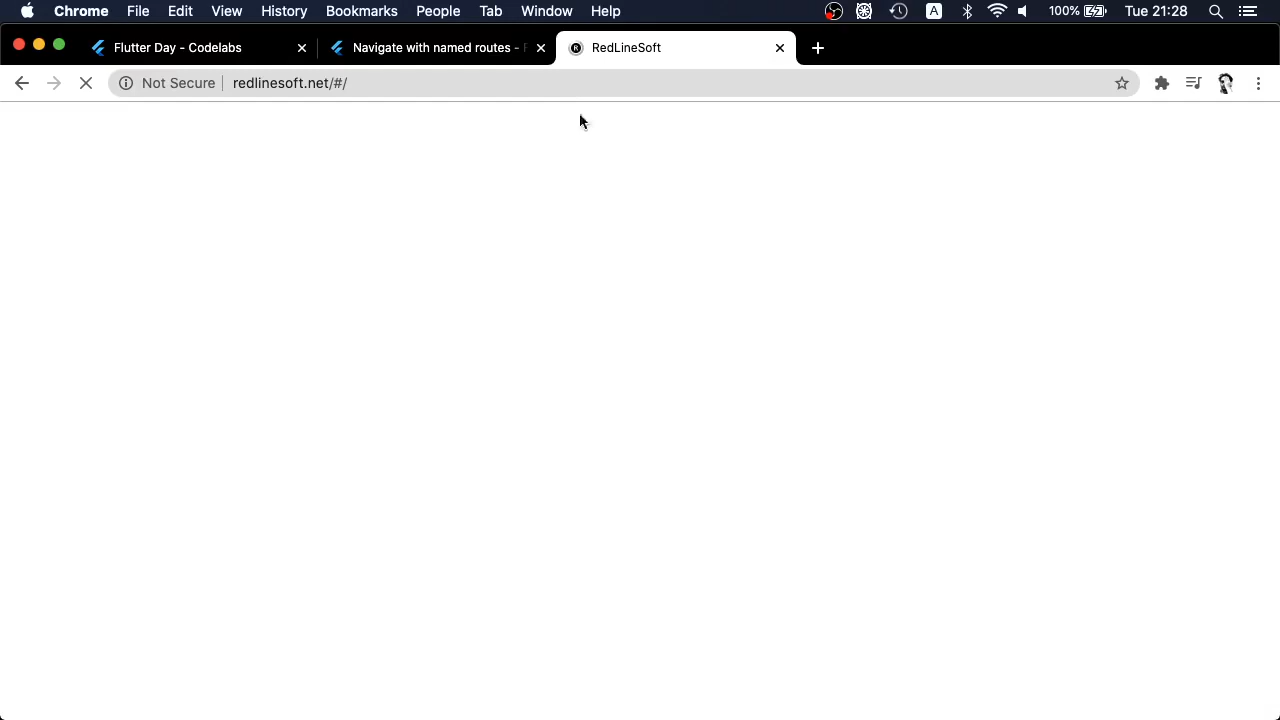 Chrome File Edit View History Bookmarks People Tab Window Help A 100% Tue 21:28
Flutter Day - Codelabs Navigate with named routes - RedLineSoft
Not Secure redlinesoft.net/#/